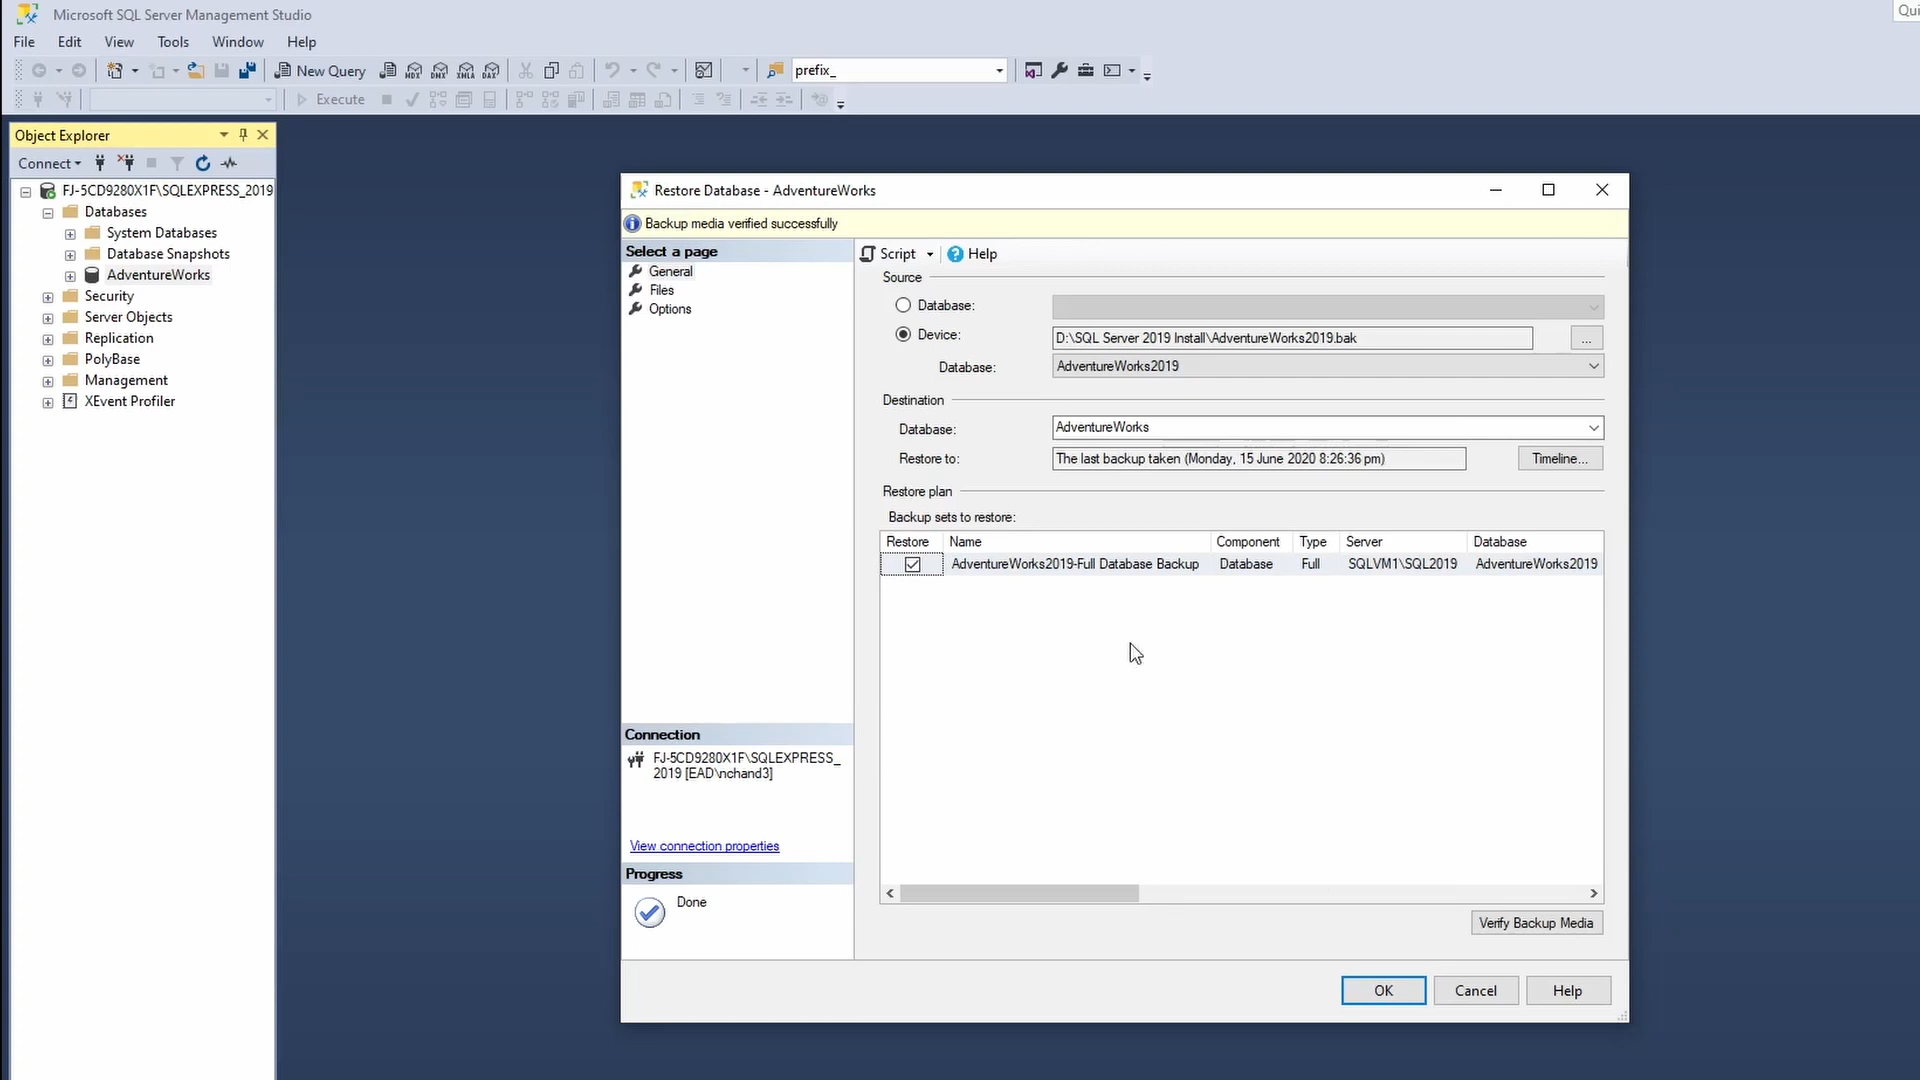 Microsoft SQL Server Management Studio
Qui
File Edit View Tools Window Help
New Query MDX DMX XMLA DAX prefix_
Execute
Object Explorer
Connect
FJ-5CD9280X1F\SQLEXPRESS_2019
Databases
System Databases
Database Snapshots
AdventureWorks
Security
Server Objects
Replication
PolyBase
Management
XEvent Profiler
Restore Database - AdventureWorks
Backup media verified successfully
Select a page
General
Files
Options
Connection
FJ-5CD9280X1F\SQLEXPRESS_
2019 [EAD\nchand3]
View connection properties
Progress
Done
Script Help
Source
Database:
Device: D:\SQL Server 2019 Install\AdventureWorks2019.bak ...
Database: AdventureWorks2019
Destination
Database: AdventureWorks
Restore to: The last backup taken (Monday, 15 June 2020 8:26:36 pm) Timeline...
Restore plan
Backup sets to restore:
Restore Name Component Type Server Database
AdventureWorks2019-Full Database Backup Database Full SQLVM1\SQL2019 AdventureWorks2019
Verify Backup Media
OK Cancel Help